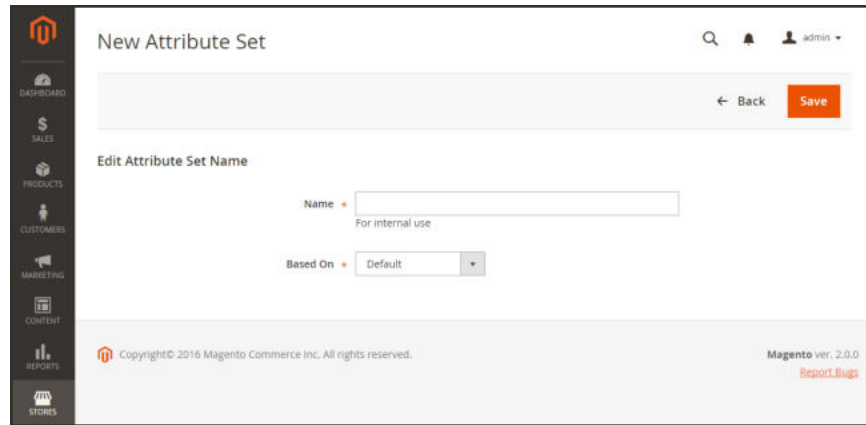 New Attribute Set
admin
DASHBOARD
SALES
PRODUCTS
CUSTOMERS
MARKETING
CONTENT
REPORTS
STORES
← Back
Save
Edit Attribute Set Name
Name *
For internal use
Based On *
Default
Copyright© 2016 Magento Commerce Inc. All rights reserved.
Magento ver. 2.0.0
Report Bugs